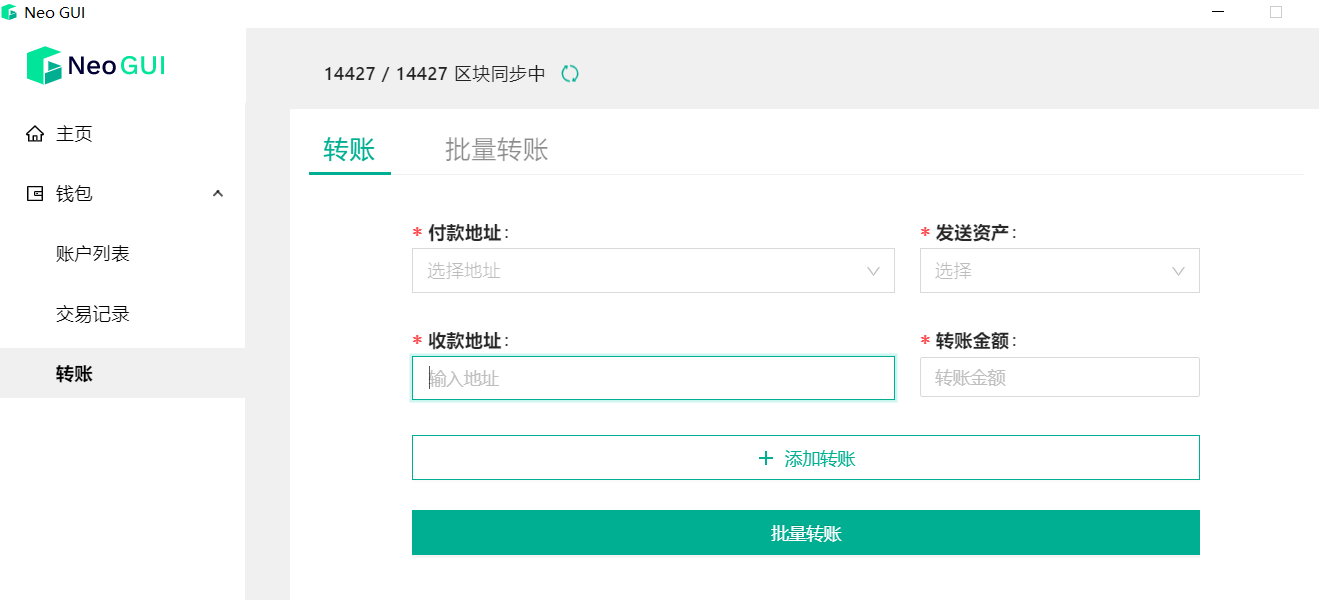 Neo GUI
Neo GUI
14427 / 14427 区块同步中
主页
钱包
账户列表
交易记录
转账
转账 批量转账
* 付款地址: * 发送资产:
选择地址 选择
* 收款地址: * 转账金额:
输入地址 转账金额
+ 添加转账
批量转账